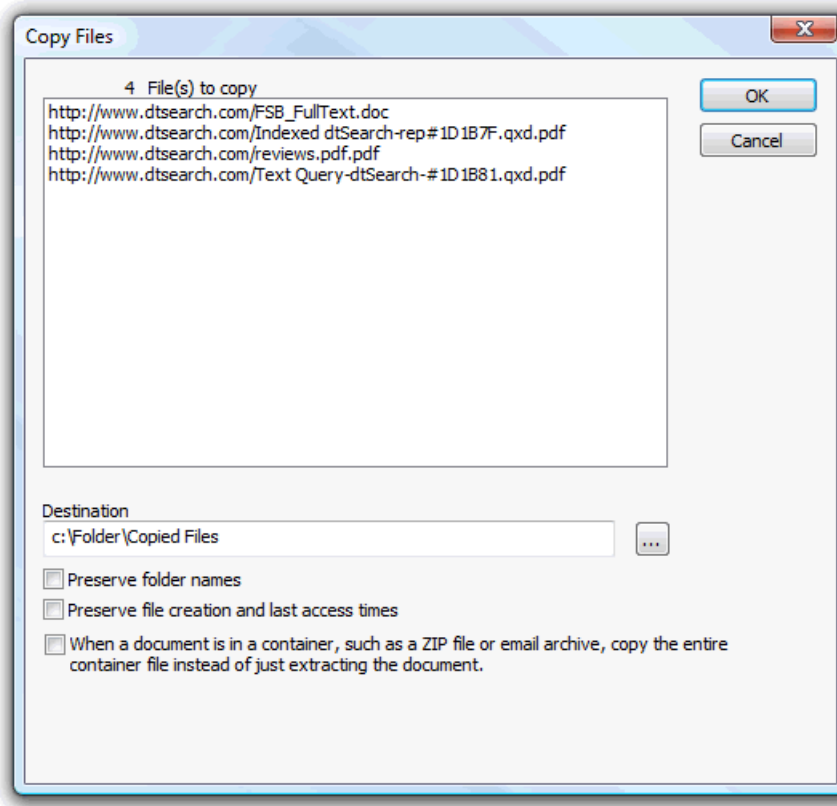 Copy Files
4 File(s) to copy
http://www.dtsearch.com/FSB_FullText.doc
http://www.dtsearch.com/Indexed dtSearch-rep#1D1B7F.qxd.pdf
http://www.dtsearch.com/reviews.pdf.pdf
http://www.dtsearch.com/Text Query-dtSearch-#1D1B81.qxd.pdf
OK
Cancel
Destination
c:\Folder\Copied Files
...
Preserve folder names
Preserve file creation and last access times
When a document is in a container, such as a ZIP file or email archive, copy the entire
container file instead of just extracting the document.